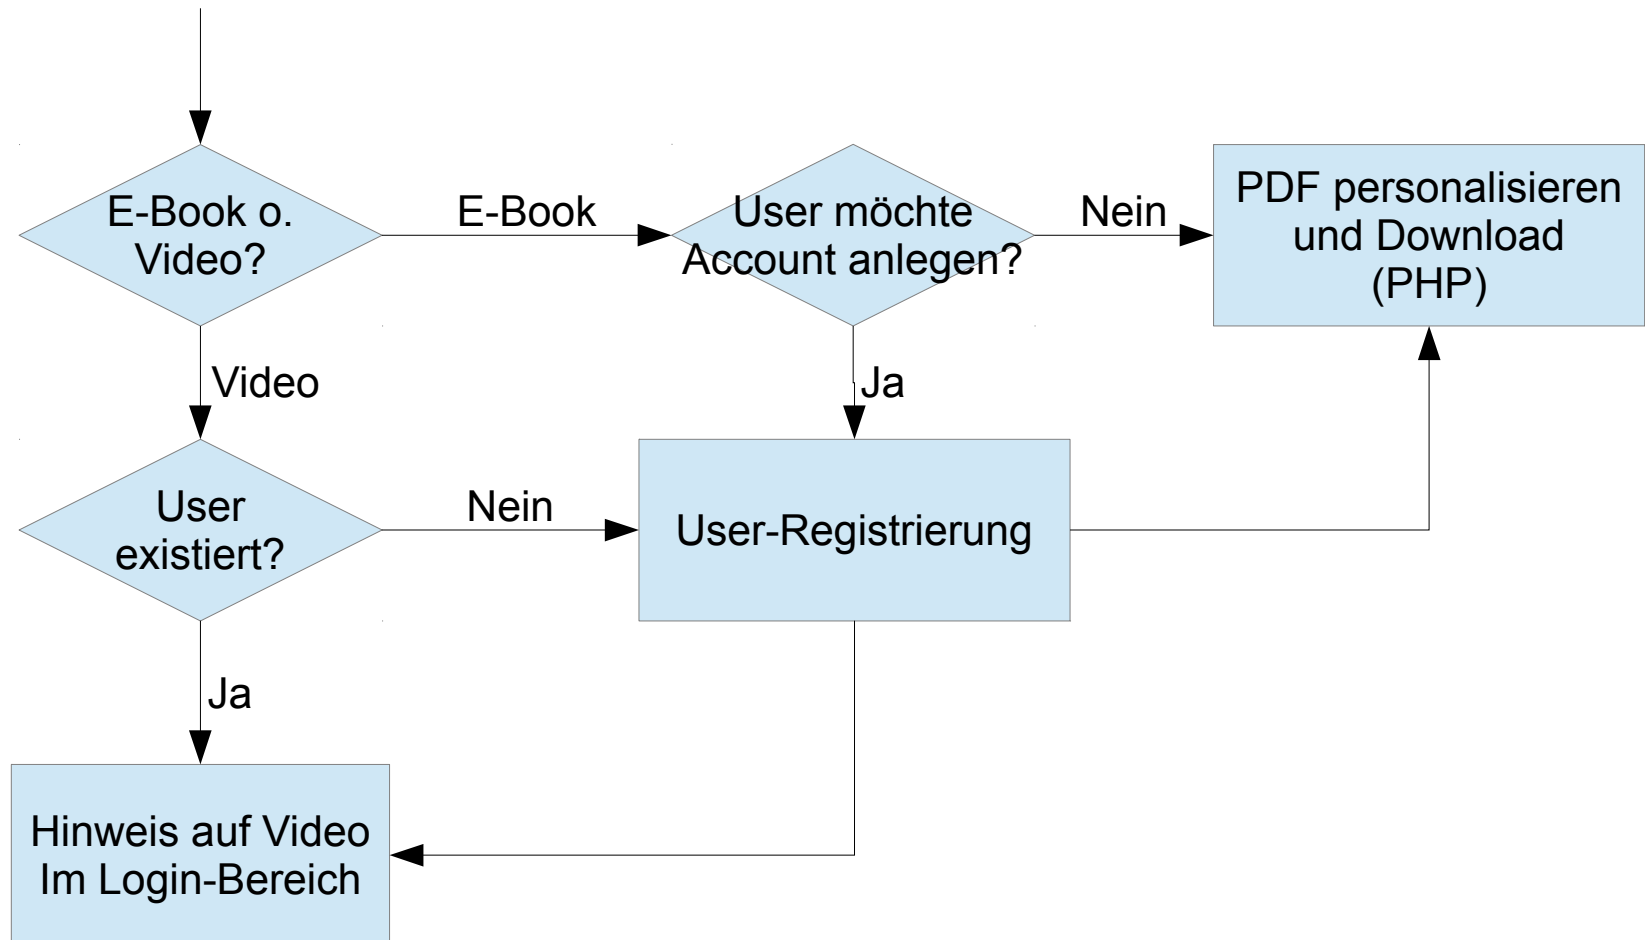 E-Book o.
Video?
E-Book
User möchte
Account anlegen?
Nein
PDF personalisieren
und Download
(PHP)
Video
Ja
User
existiert?
Nein
User-Registrierung
Ja
Hinweis auf Video
Im Login-Bereich